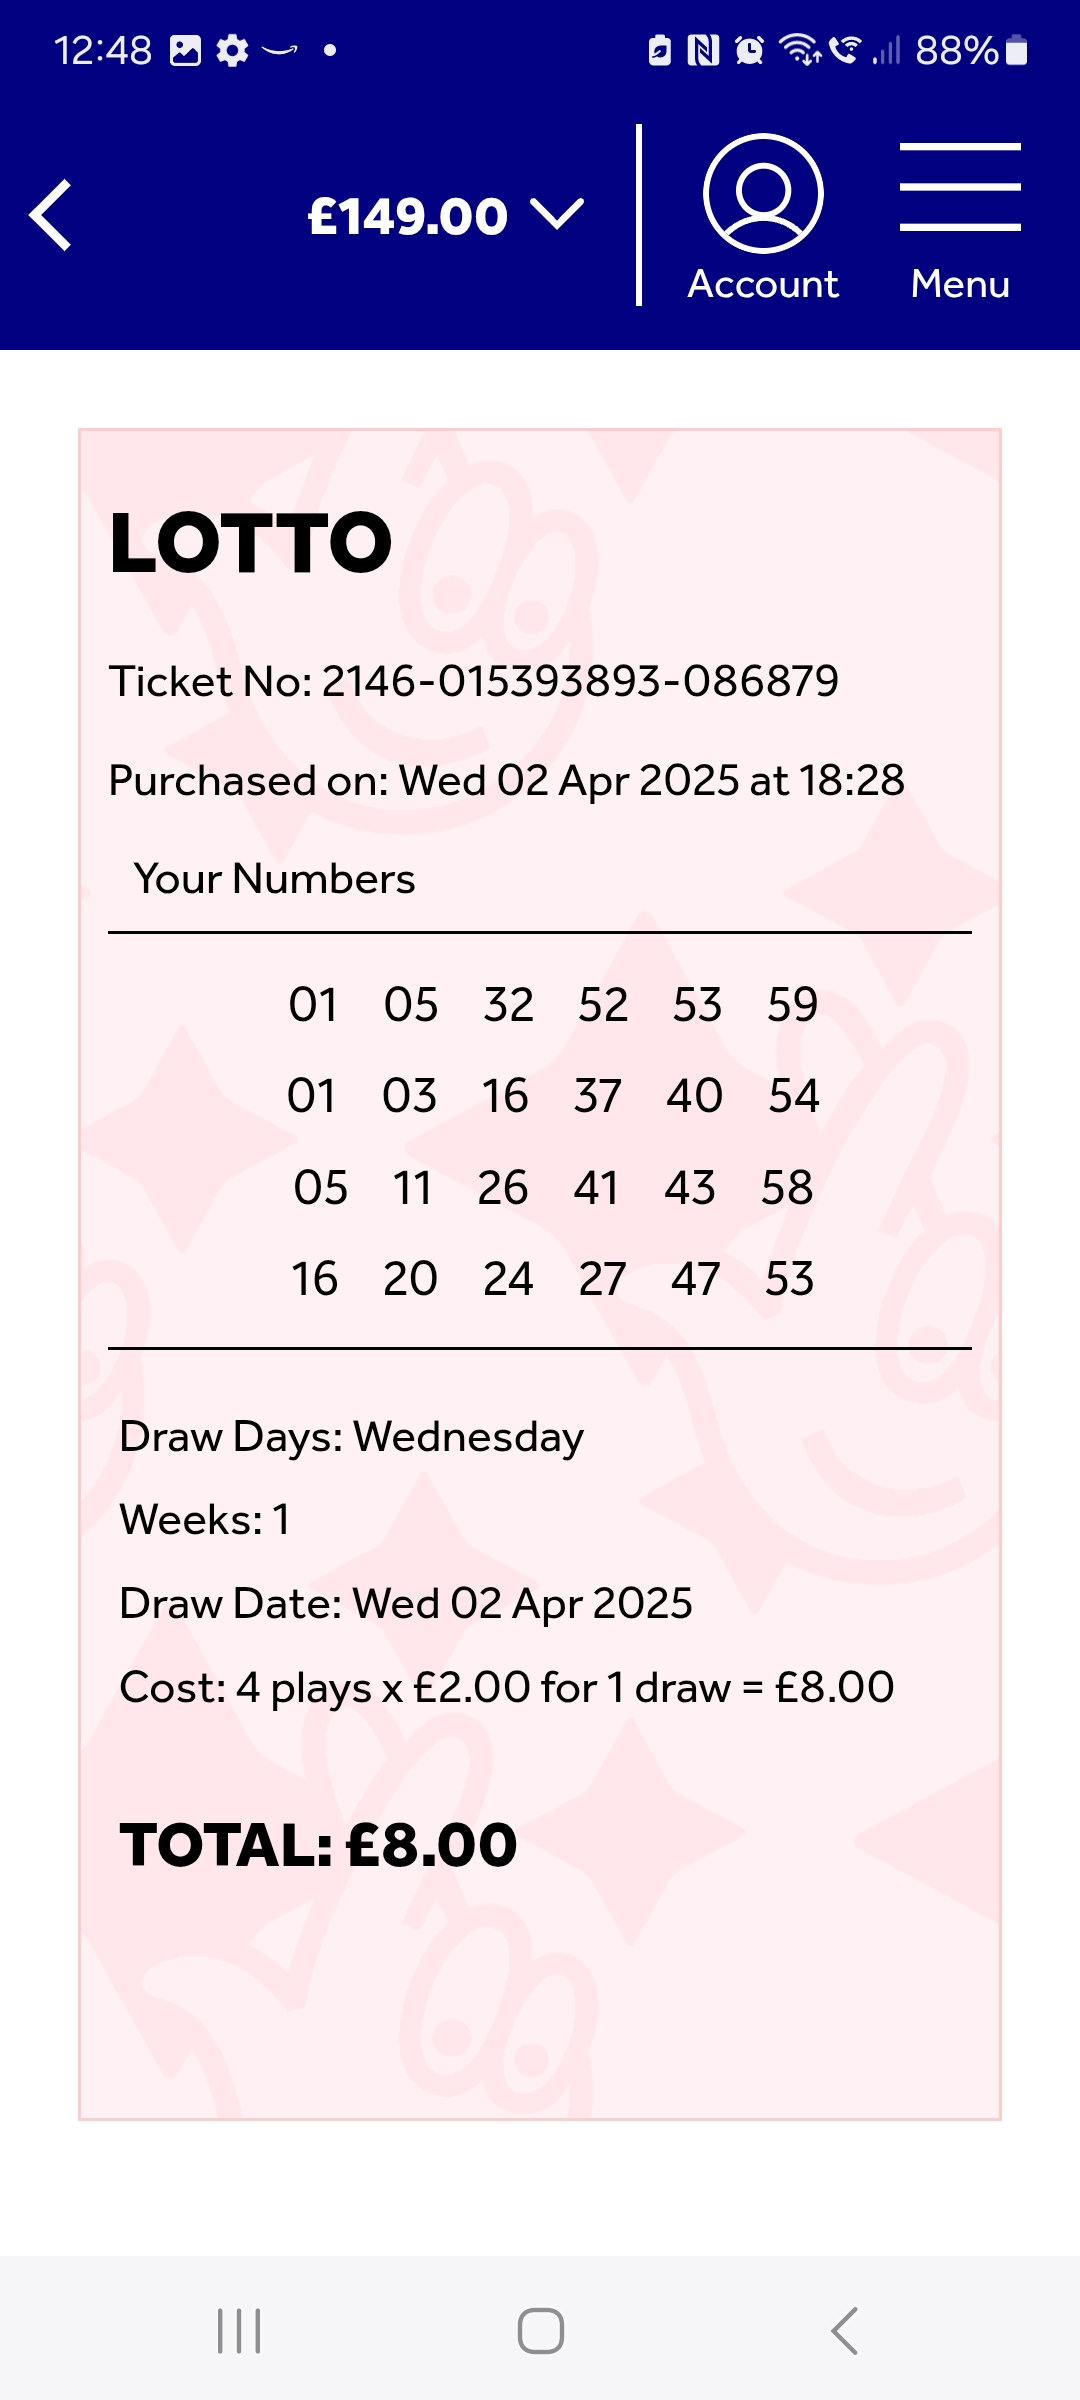 12:48 88%
£149.00
Account Menu
LOTTO
Ticket No: 2146-015393893-086879
Purchased on: Wed 02 Apr 2025 at 18:28
Your Numbers
01 05 32 52 53 59
01 03 16 37 40 54
05 11 26 41 43 58
16 20 24 27 47 53
Draw Days: Wednesday
Weeks: 1
Draw Date: Wed 02 Apr 2025
Cost: 4 plays x £2.00 for 1 draw = £8.00
TOTAL: £8.00